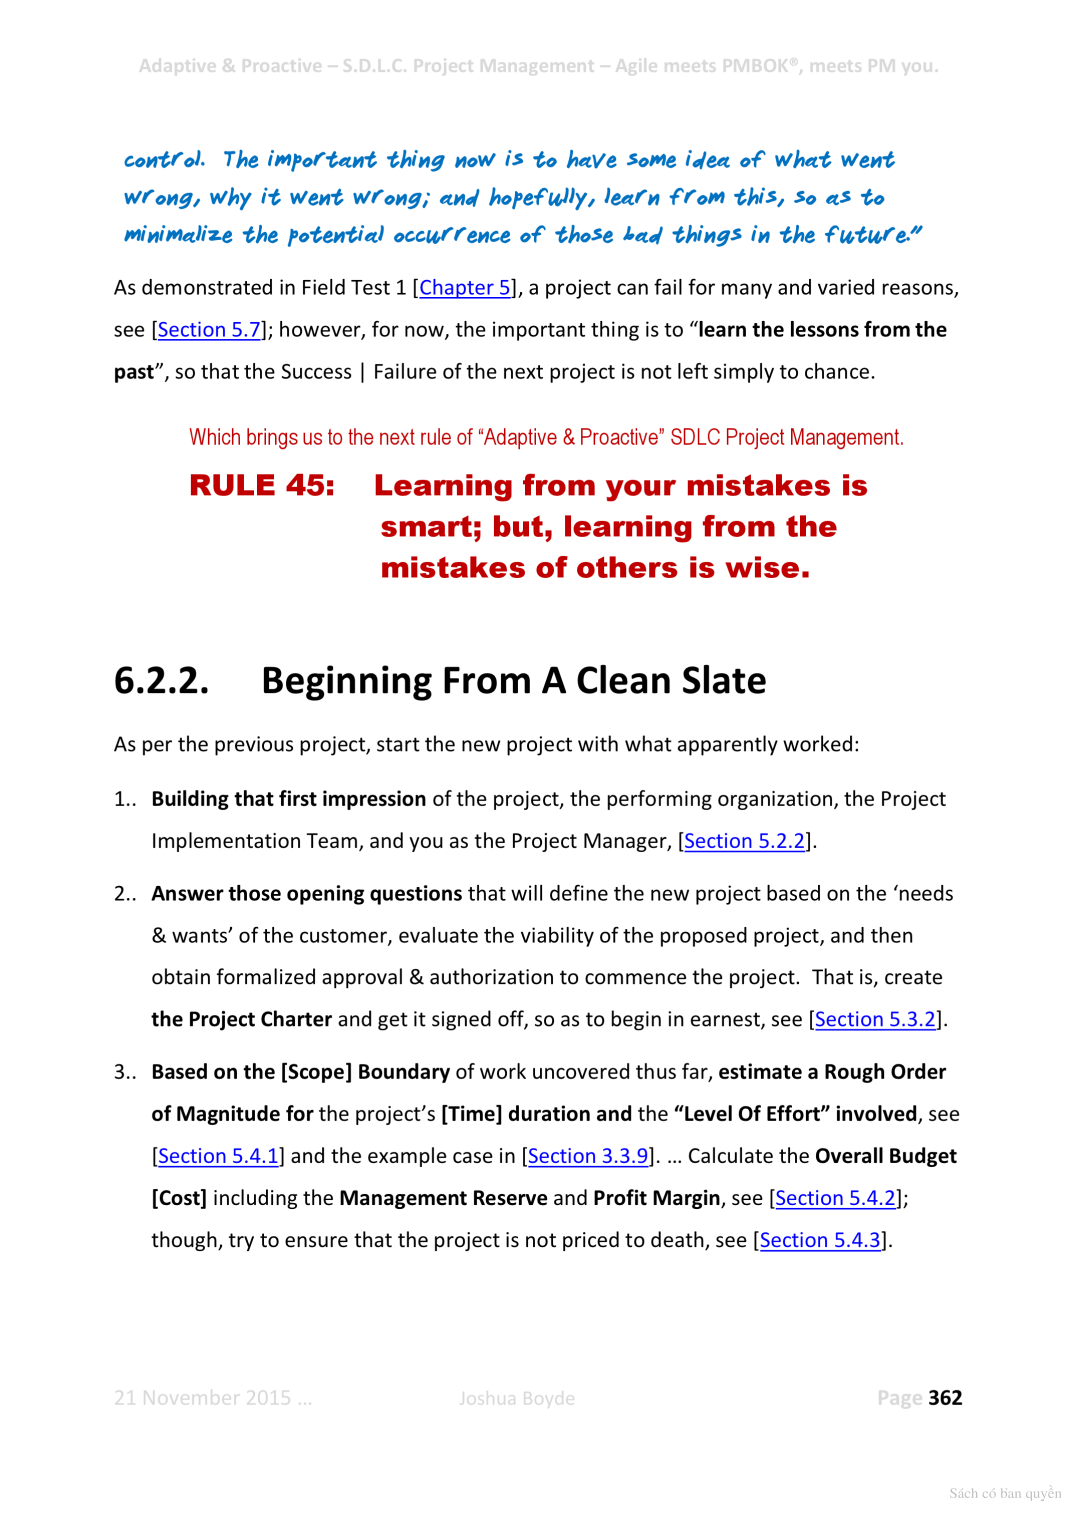 Adaptive & Proactive – S.D.L.C. Project Management – Agile meets PMBOK®, meets PM you.
control.  The important thing now is to have some idea of what went
wrong, why it went wrong; and hopefully, learn from this, so as to
minimalize the potential occurrence of those bad things in the future.”
As demonstrated in Field Test 1 [Chapter 5], a project can fail for many and varied reasons,
see [Section 5.7]; however, for now, the important thing is to “learn the lessons from the
past”, so that the Success | Failure of the next project is not left simply to chance.
Which brings us to the next rule of “Adaptive & Proactive” SDLC Project Management.
RULE 45: Learning from your mistakes is
smart; but, learning from the
mistakes of others is wise.
6.2.2. Beginning From A Clean Slate
As per the previous project, start the new project with what apparently worked:
1.. Building that first impression of the project, the performing organization, the Project
Implementation Team, and you as the Project Manager, [Section 5.2.2].
2.. Answer those opening questions that will define the new project based on the ‘needs
& wants’ of the customer, evaluate the viability of the proposed project, and then
obtain formalized approval & authorization to commence the project.  That is, create
the Project Charter and get it signed off, so as to begin in earnest, see [Section 5.3.2].
3.. Based on the [Scope] Boundary of work uncovered thus far, estimate a Rough Order
of Magnitude for the project’s [Time] duration and the “Level Of Effort” involved, see
[Section 5.4.1] and the example case in [Section 3.3.9]. … Calculate the Overall Budget
[Cost] including the Management Reserve and Profit Margin, see [Section 5.4.2];
though, try to ensure that the project is not priced to death, see [Section 5.4.3].
21 November 2015 … Joshua Boyde Page 362
Sách có bản quyền